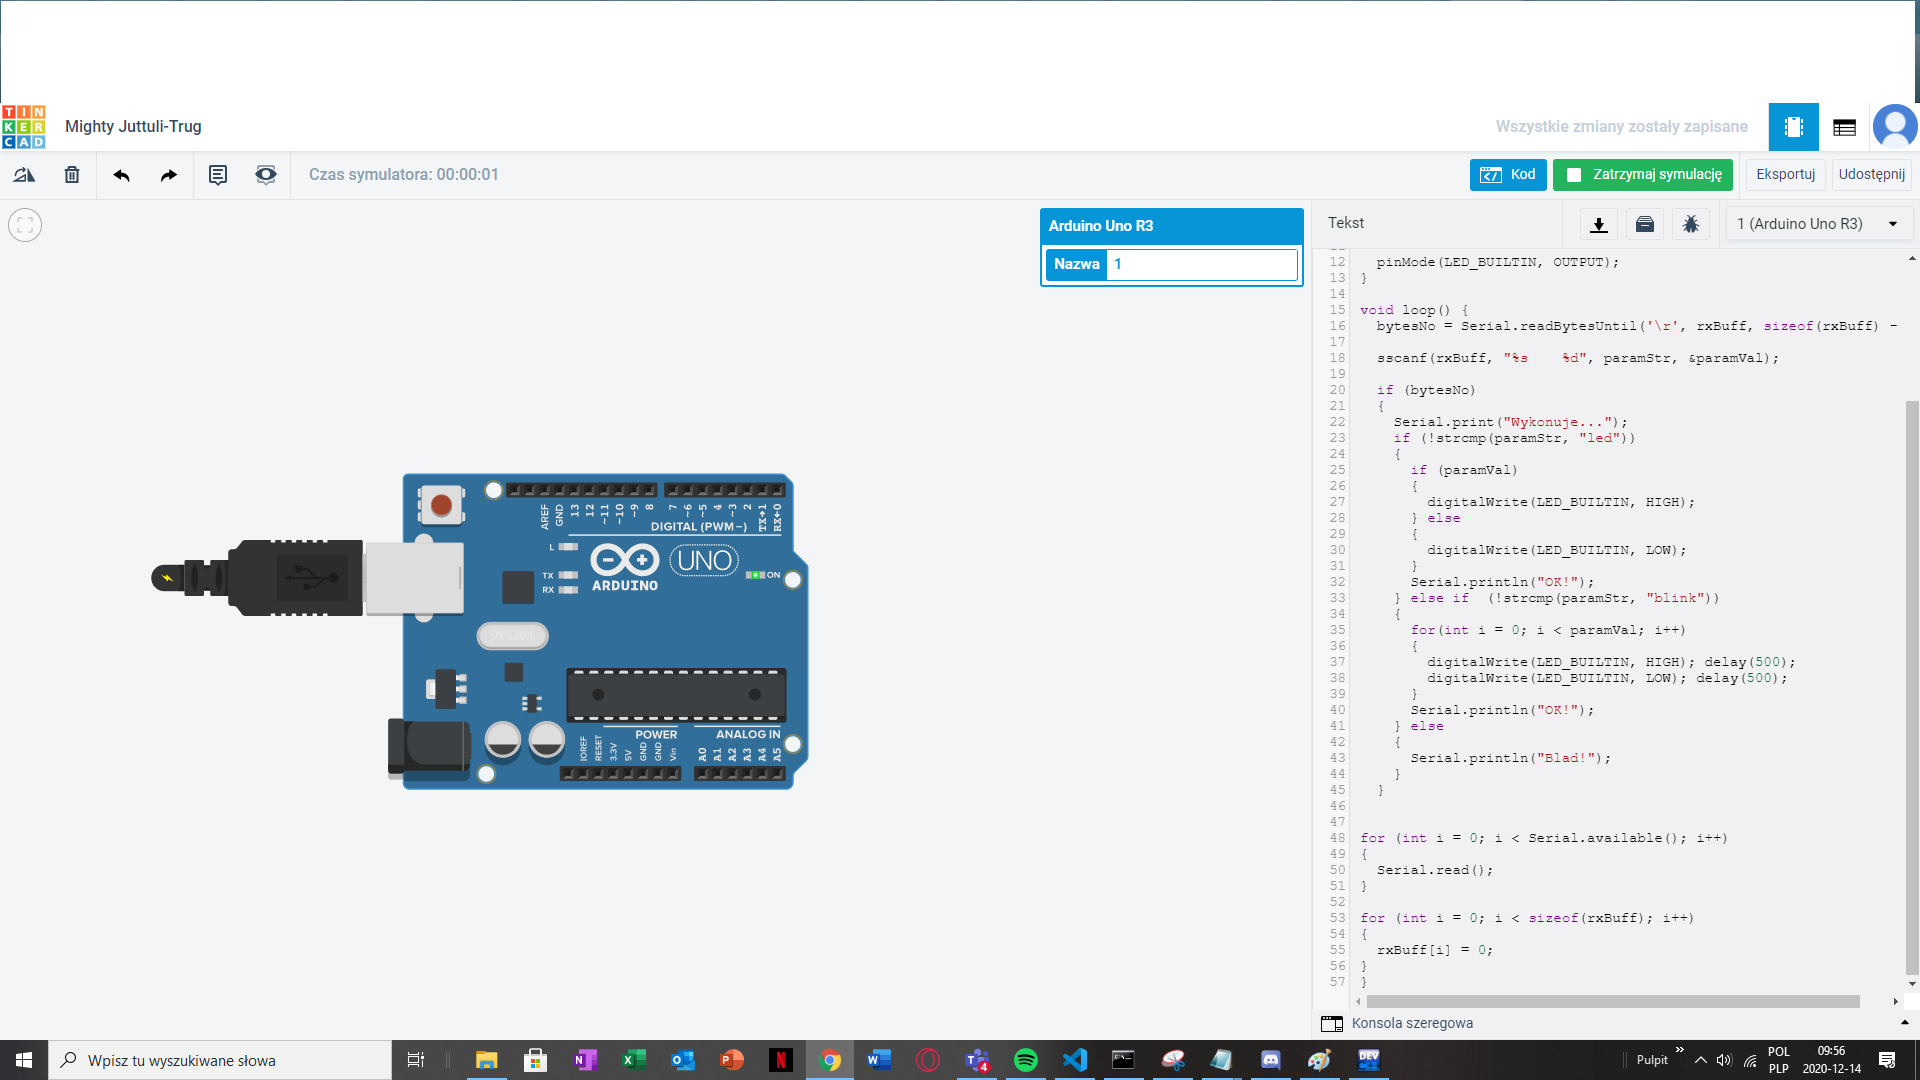 TINKERCAD
Mighty Juttuli-Trug
Wszystkie zmiany zostały zapisane
Czas symulatora: 00:00:01
Kod
Zatrzymaj symulację
Eksportuj
Udostępnij
Arduino Uno R3
Nazwa 1
Tekst
1 (Arduino Uno R3)
12 pinMode(LED_BUILTIN, OUTPUT);
13 }
14
15 void loop() {
16 bytesNo = Serial.readBytesUntil('\r', rxBuff, sizeof(rxBuff) -
17
18 sscanf(rxBuff, "%s    %d", paramStr, &paramVal);
19
20 if (bytesNo)
21 {
22 Serial.print("Wykonuje...");
23 if (!strcmp(paramStr, "led"))
24 {
25 if (paramVal)
26 {
27 digitalWrite(LED_BUILTIN, HIGH);
28 } else
29 {
30 digitalWrite(LED_BUILTIN, LOW);
31 }
32 Serial.println("OK!");
33 } else if  (!strcmp(paramStr, "blink"))
34 {
35 for(int i = 0; i < paramVal; i++)
36 {
37 digitalWrite(LED_BUILTIN, HIGH); delay(500);
38 digitalWrite(LED_BUILTIN, LOW); delay(500);
39 }
40 Serial.println("OK!");
41 } else
42 {
43 Serial.println("Blad!");
44 }
45 }
46
47
48 for (int i = 0; i < Serial.available(); i++)
49 {
50 Serial.read();
51 }
52
53 for (int i = 0; i < sizeof(rxBuff); i++)
54 {
55 rxBuff[i] = 0;
56 }
57 }
Konsola szeregowa
AREF GND 13 12 ~11 ~10 ~9 8 7 ~6 ~5 4 ~3 2 TX→1 RX←0
DIGITAL (PWM~)
L
TX
RX
ARDUINO
UNO
ON
POWER
ANALOG IN
IOREF RESET 3.3V 5V GND GND Vin A0 A1 A2 A3 A4 A5
Wpisz tu wyszukiwane słowa
4
DEV
Pulpit
POL
PLP
09:56
2020-12-14